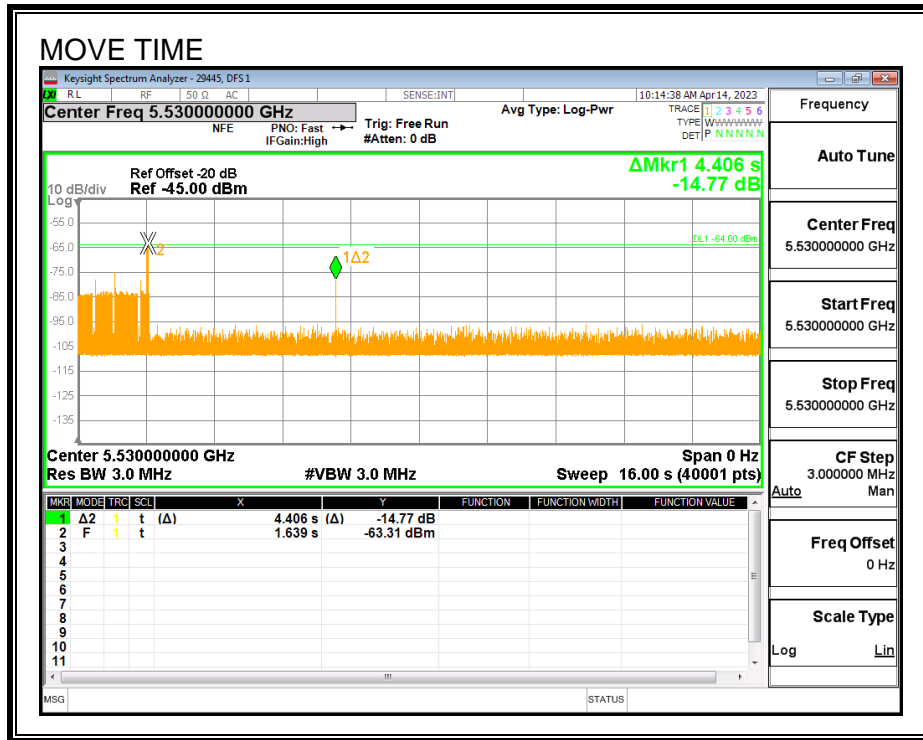 MOVE TIME
Keysight Spectrum Analyzer - 29445, DFS 1
LXI RL RF 50 Ω AC SENSE:INT 10:14:38 AM Apr 14, 2023
Center Freq 5.530000000 GHz
NFE
PNO: Fast
IFGain:High
Trig: Free Run
#Atten: 0 dB
Avg Type: Log-Pwr
TRACE 1 2 3 4 5 6
TYPE WWWWWWW
DET P N N N N N
ΔMkr1 4.406 s
-14.77 dB
Ref Offset -20 dB
10 dB/div Ref -45.00 dBm
Log
-55.0
-65.0
-75.0
-85.0
-95.0
-105
-115
-125
-135
2
1Δ2
DL1 -64.00 dBm
Center 5.530000000 GHz Span 0 Hz
Res BW 3.0 MHz #VBW 3.0 MHz Sweep 16.00 s (40001 pts)
MKR MODE TRC SCL X Y FUNCTION FUNCTION WIDTH FUNCTION VALUE
1 Δ2 1 t (Δ) 4.406 s (Δ) -14.77 dB
2 F 1 t 1.639 s -63.31 dBm
3
4
5
6
7
8
9
10
11
MSG STATUS
Frequency
Auto Tune
Center Freq
5.530000000 GHz
Start Freq
5.530000000 GHz
Stop Freq
5.530000000 GHz
CF Step
3.000000 MHz
Auto Man
Freq Offset
0 Hz
Scale Type
Log Lin